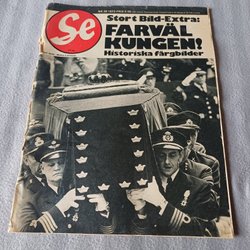 Se
Stort Bild-Extra:
FARVÄL
KUNGEN!
Historiska färgbilder